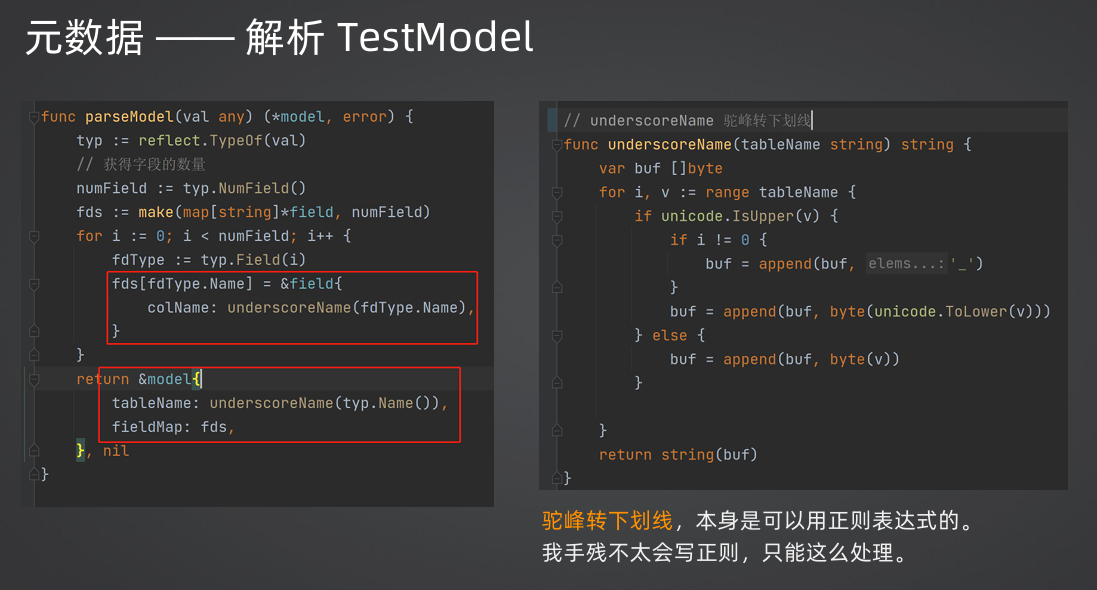 元数据 —— 解析 TestModel
func parseModel(val any) (*model, error) {
    typ := reflect.TypeOf(val)
    // 获得字段的数量
    numField := typ.NumField()
    fds := make(map[string]*field, numField)
    for i := 0; i < numField; i++ {
        fdType := typ.Field(i)
        fds[fdType.Name] = &field{
            colName: underscoreName(fdType.Name),
        }
    }
    return &model{
        tableName: underscoreName(typ.Name()),
        fieldMap: fds,
    }, nil
}
// underscoreName 驼峰转下划线
func underscoreName(tableName string) string {
    var buf []byte
    for i, v := range tableName {
        if unicode.IsUpper(v) {
            if i != 0 {
                buf = append(buf, elems...: '_')
            }
            buf = append(buf, byte(unicode.ToLower(v)))
        } else {
            buf = append(buf, byte(v))
        }
    }
    return string(buf)
}
驼峰转下划线，本身是可以用正则表达式的。
我手残不太会写正则，只能这么处理。